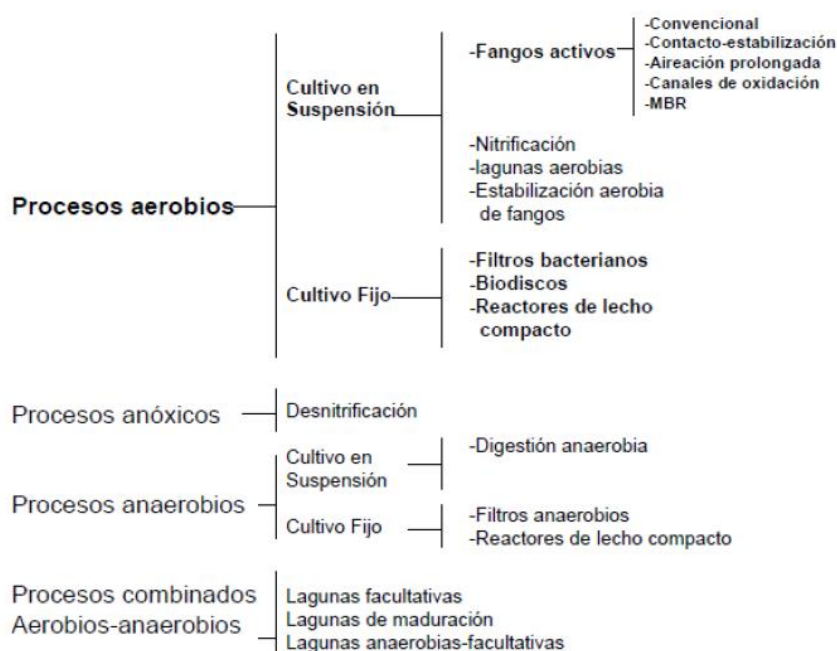 Procesos aerobios
Cultivo en
Suspensión
-Fangos activos
-Convencional
-Contacto-estabilización
-Aireación prolongada
-Canales de oxidación
-MBR
-Nitrificación
-lagunas aerobias
-Estabilización aerobia
de fangos
Cultivo Fijo
-Filtros bacterianos
-Biodiscos
-Reactores de lecho
compacto
Procesos anóxicos
Desnitrificación
Procesos anaerobios
Cultivo en
Suspensión
-Digestión anaerobia
Cultivo Fijo
-Filtros anaerobios
-Reactores de lecho compacto
Procesos combinados
Aerobios-anaerobios
Lagunas facultativas
Lagunas de maduración
Lagunas anaerobias-facultativas